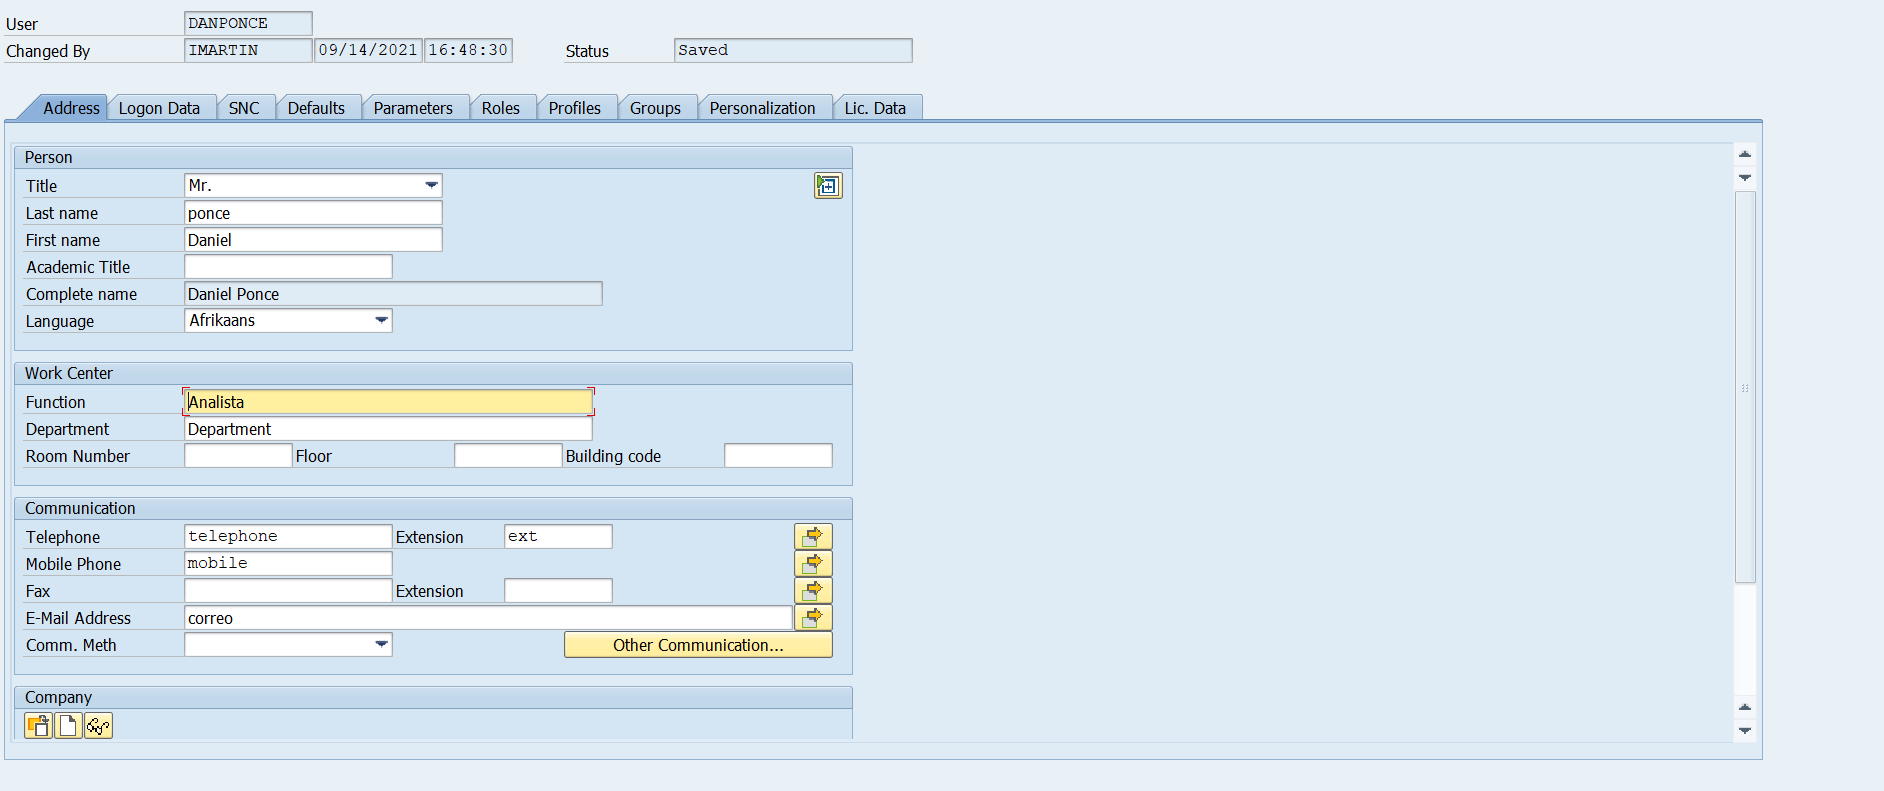 User DANPONCE
Changed By IMARTIN 09/14/2021 16:48:30 Status Saved
Address Logon Data SNC Defaults Parameters Roles Profiles Groups Personalization Lic. Data
Person
Title Mr.
Last name ponce
First name Daniel
Academic Title
Complete name Daniel Ponce
Language Afrikaans
Work Center
Function Analista
Department Department
Room Number Floor Building code
Communication
Telephone telephone Extension ext
Mobile Phone mobile
Fax Extension
E-Mail Address correo
Comm. Meth Other Communication...
Company